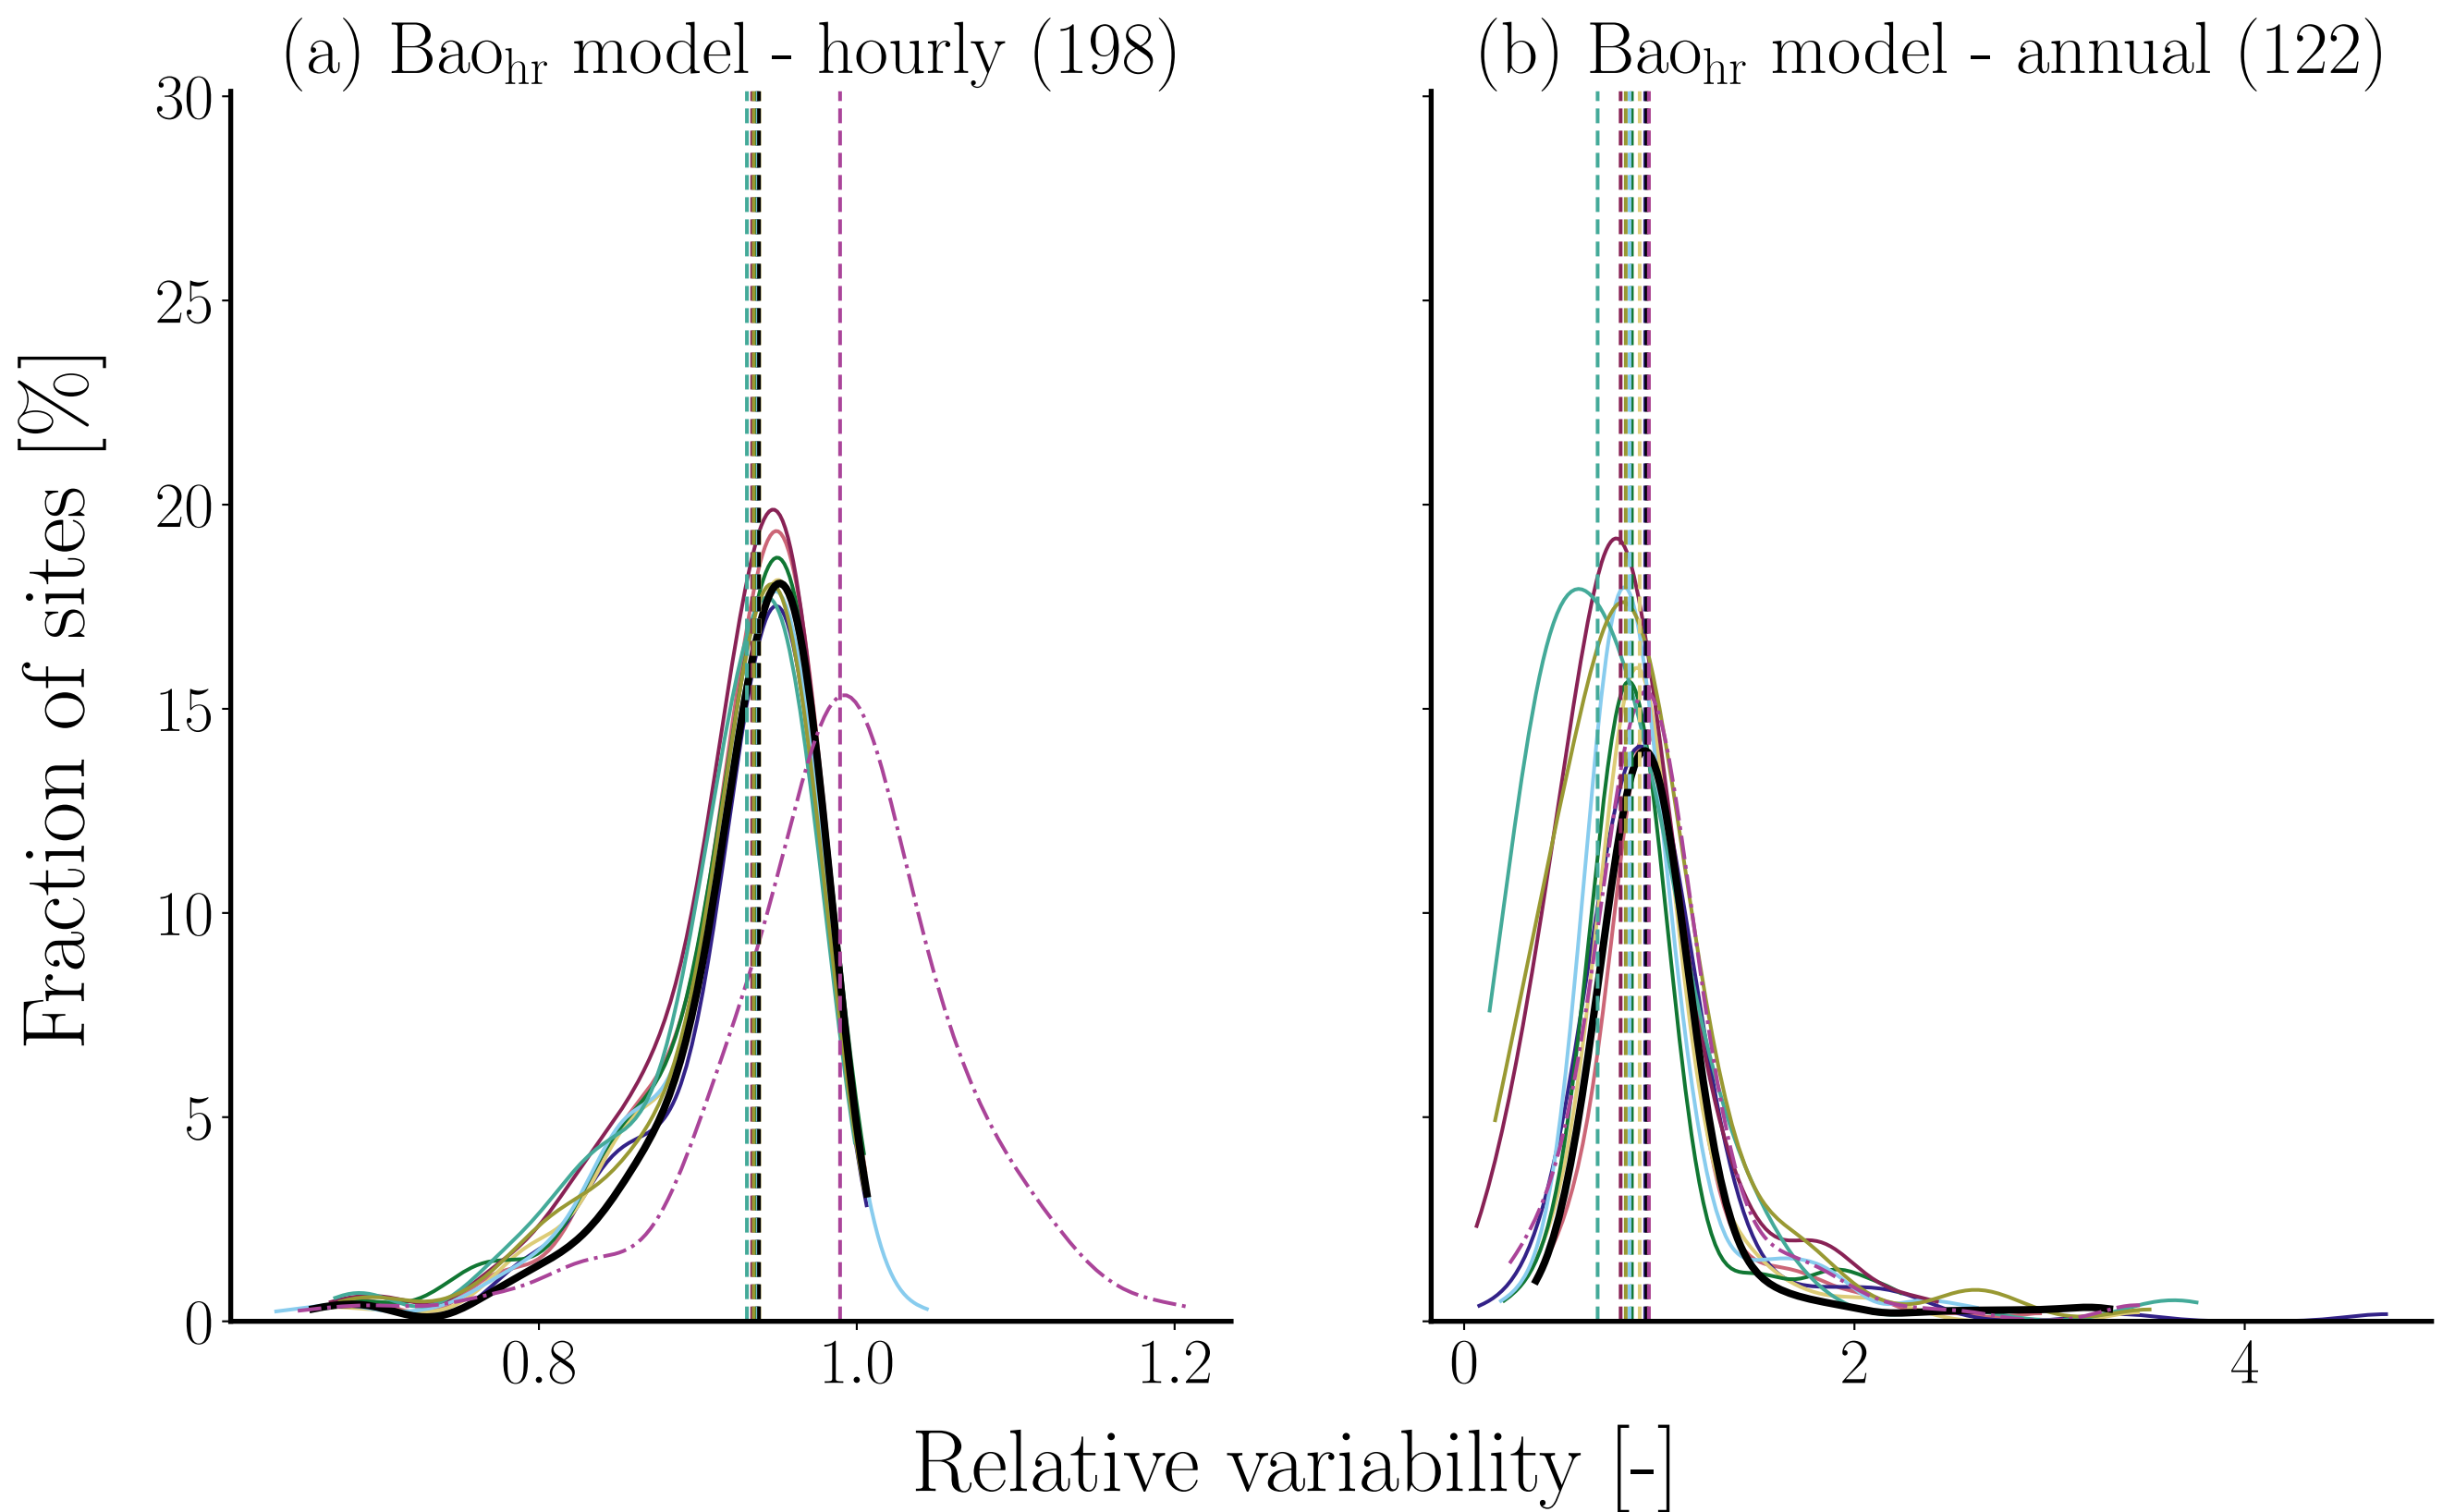 (a) Bao_hr model - hourly (198)
(b) Bao_hr model - annual (122)
Fraction of sites [%]
30
25
20
15
10
5
0
0.8 1.0 1.2
0 2 4
Relative variability [-]